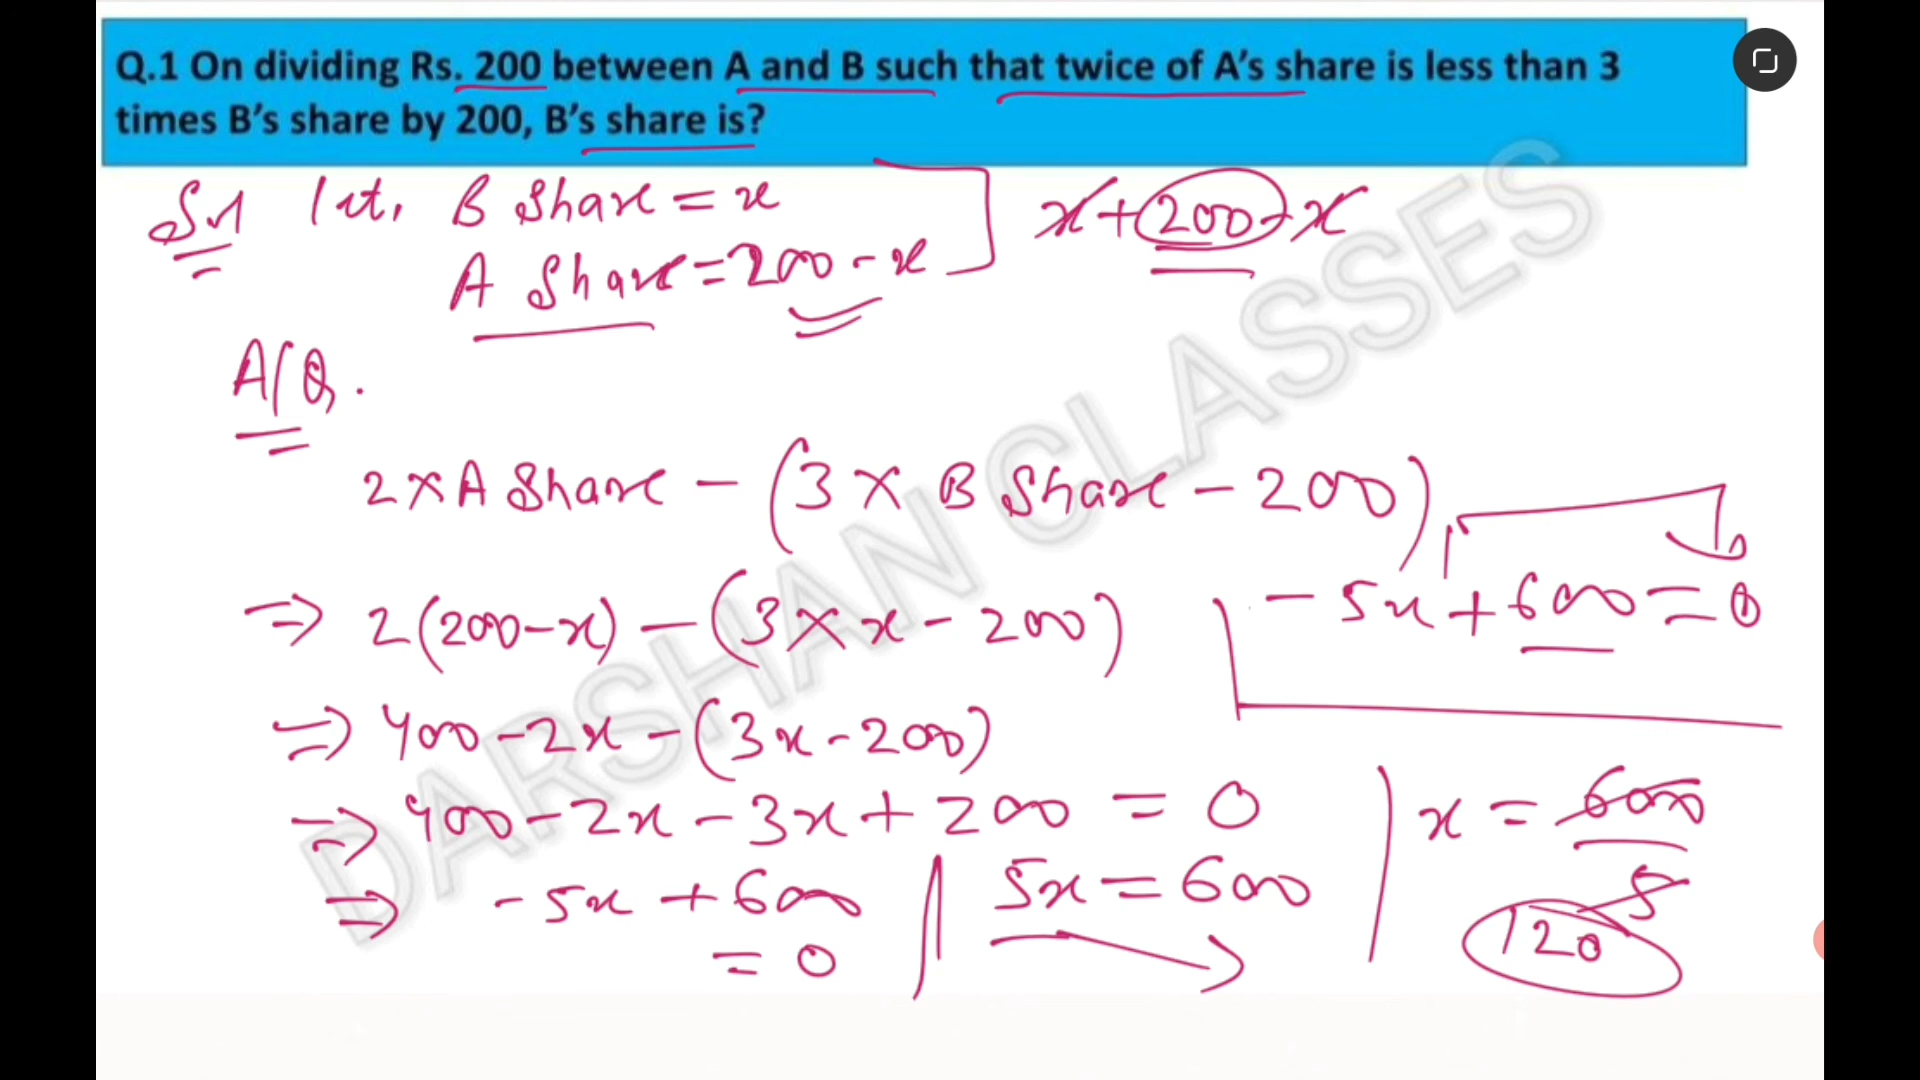 Q.1 On dividing Rs. 200 between A and B such that twice of A's share is less than 3
times B's share by 200, B's share is?
Sol let, B Share = x
A Share = 200 - x
x + 200 - x
A/Q.
2 × A Share - (3 × B Share - 200)
⇒ 2(200-x) - (3 × x - 200)
- 5x + 600 = 0
⇒ 400 - 2x - (3x - 200)
⇒ 400 - 2x - 3x + 200 = 0
⇒ - 5x + 600
= 0
5x = 600
x = 600
5
120
DARSHAN CLASSES